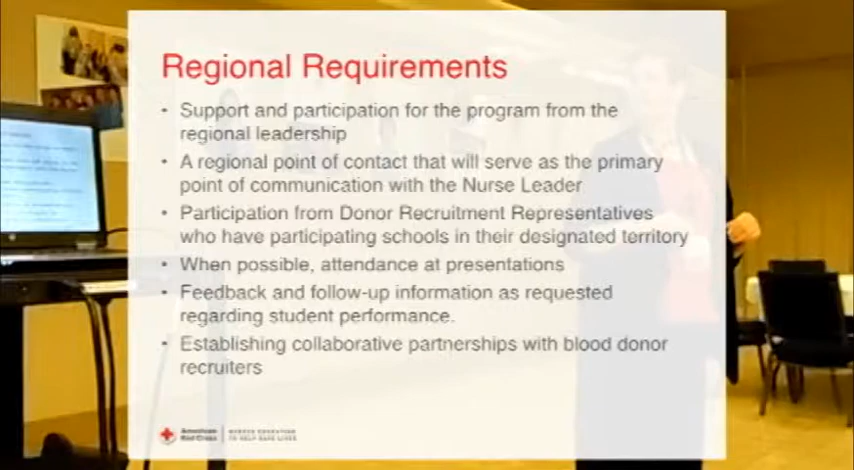 Regional Requirements
• Support and participation for the program from the
regional leadership
• A regional point of contact that will serve as the primary
point of communication with the Nurse Leader
• Participation from Donor Recruitment Representatives
who have participating schools in their designated territory
• When possible, attendance at presentations
• Feedback and follow-up information as requested
regarding student performance.
• Establishing collaborative partnerships with blood donor
recruiters
American
Red Cross